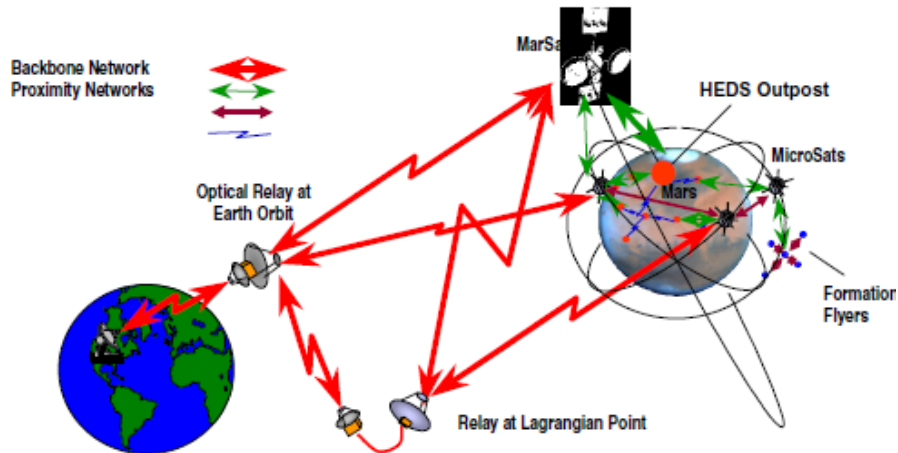 MarSa
Backbone Network
Proximity Networks
HEDS Outpost
MicroSats
Mars
Optical Relay at
Earth Orbit
Formation
Flyers
Relay at Lagrangian Point